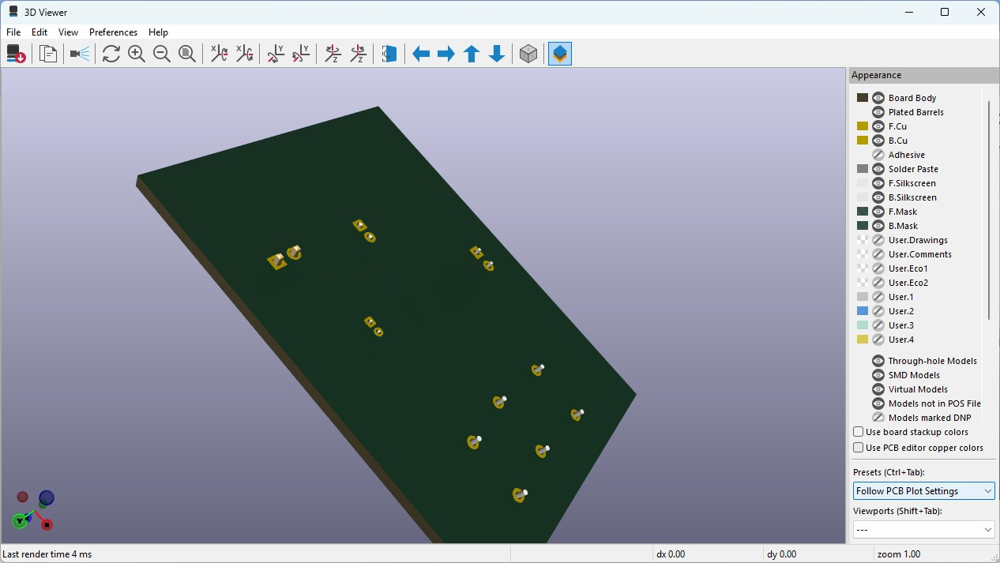 3D Viewer
File Edit View Preferences Help
X X Y Y Z Z
Appearance
Board Body
Plated Barrels
F.Cu
B.Cu
Adhesive
Solder Paste
F.Silkscreen
B.Silkscreen
F.Mask
B.Mask
User.Drawings
User.Comments
User.Eco1
User.Eco2
User.1
User.2
User.3
User.4
Through-hole Models
SMD Models
Virtual Models
Models not in POS File
Models marked DNP
Use board stackup colors
Use PCB editor copper colors
Presets (Ctrl+Tab):
Follow PCB Plot Settings
Viewports (Shift+Tab):
---
Y X
Last render time 4 ms dx 0.00 dy 0.00 zoom 1.00